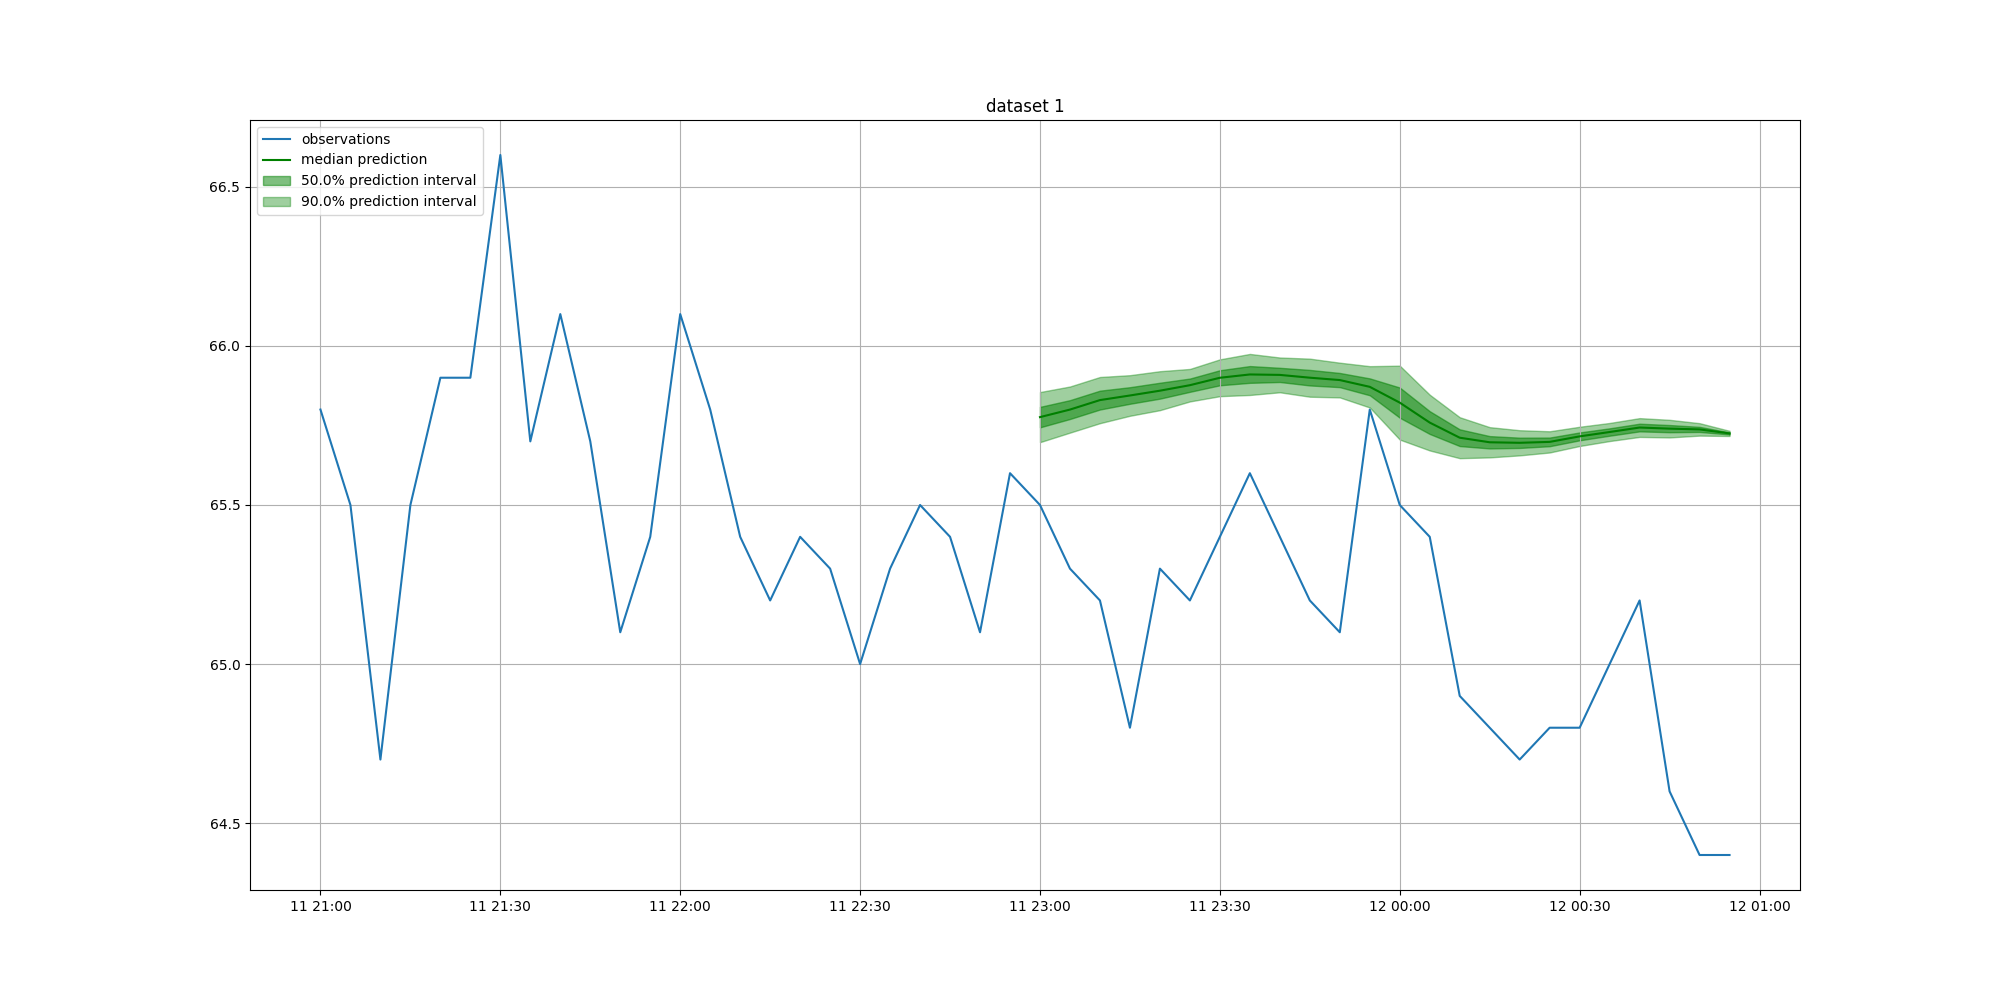 dataset 1
observations
median prediction
50.0% prediction interval
90.0% prediction interval
66.5
66.0
65.5
65.0
64.5
11 21:00 11 21:30 11 22:00 11 22:30 11 23:00 11 23:30 12 00:00 12 00:30 12 01:00